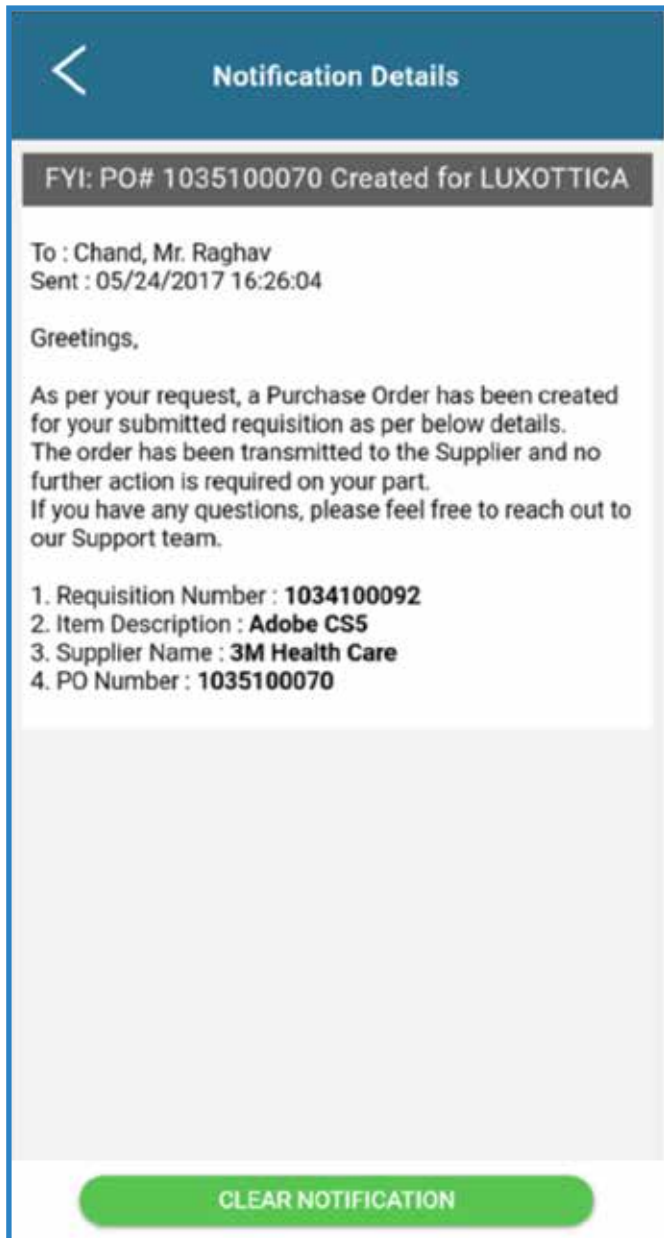 Notification Details
FYI: PO# 1035100070 Created for LUXOTTICA
To : Chand, Mr. Raghav
Sent : 05/24/2017 16:26:04
Greetings,
As per your request, a Purchase Order has been created
for your submitted requisition as per below details.
The order has been transmitted to the Supplier and no
further action is required on your part.
If you have any questions, please feel free to reach out to
our Support team.
1. Requisition Number : 1034100092
2. Item Description : Adobe CS5
3. Supplier Name : 3M Health Care
4. PO Number : 1035100070
CLEAR NOTIFICATION